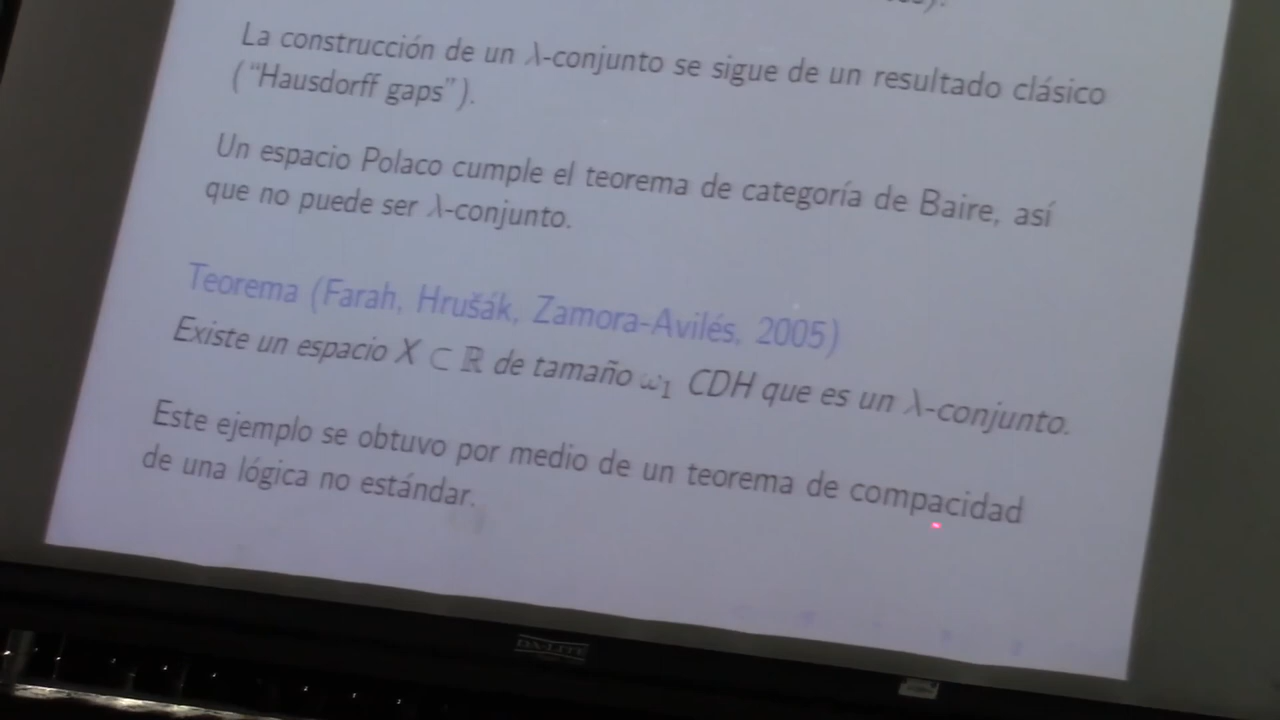 La construcción de un λ-conjunto se sigue de un resultado clásico
("Hausdorff gaps").
Un espacio Polaco cumple el teorema de categoría de Baire, así
que no puede ser λ-conjunto.
Teorema (Farah, Hrušák, Zamora-Avilés, 2005)
Existe un espacio X ⊂ ℝ de tamaño ω₁ CDH que es un λ-conjunto.
Este ejemplo se obtuvo por medio de un teorema de compacidad
de una lógica no estándar.